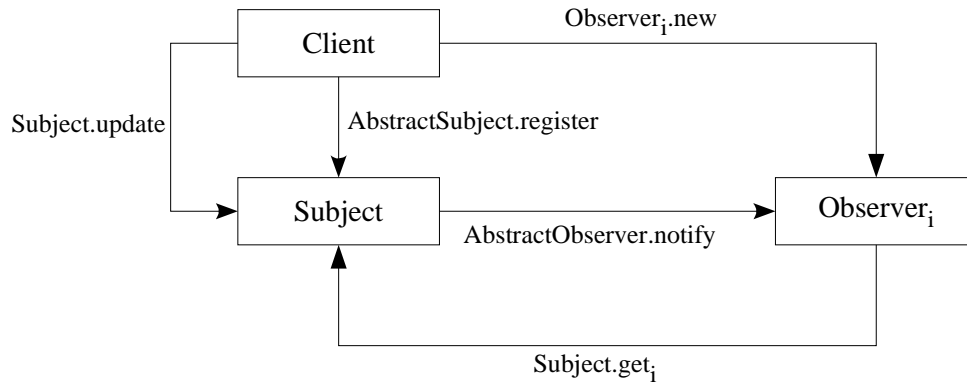 Observer_i.new
Client
Subject.update
AbstractSubject.register
Subject
Observer_i
AbstractObserver.notify
Subject.get_i